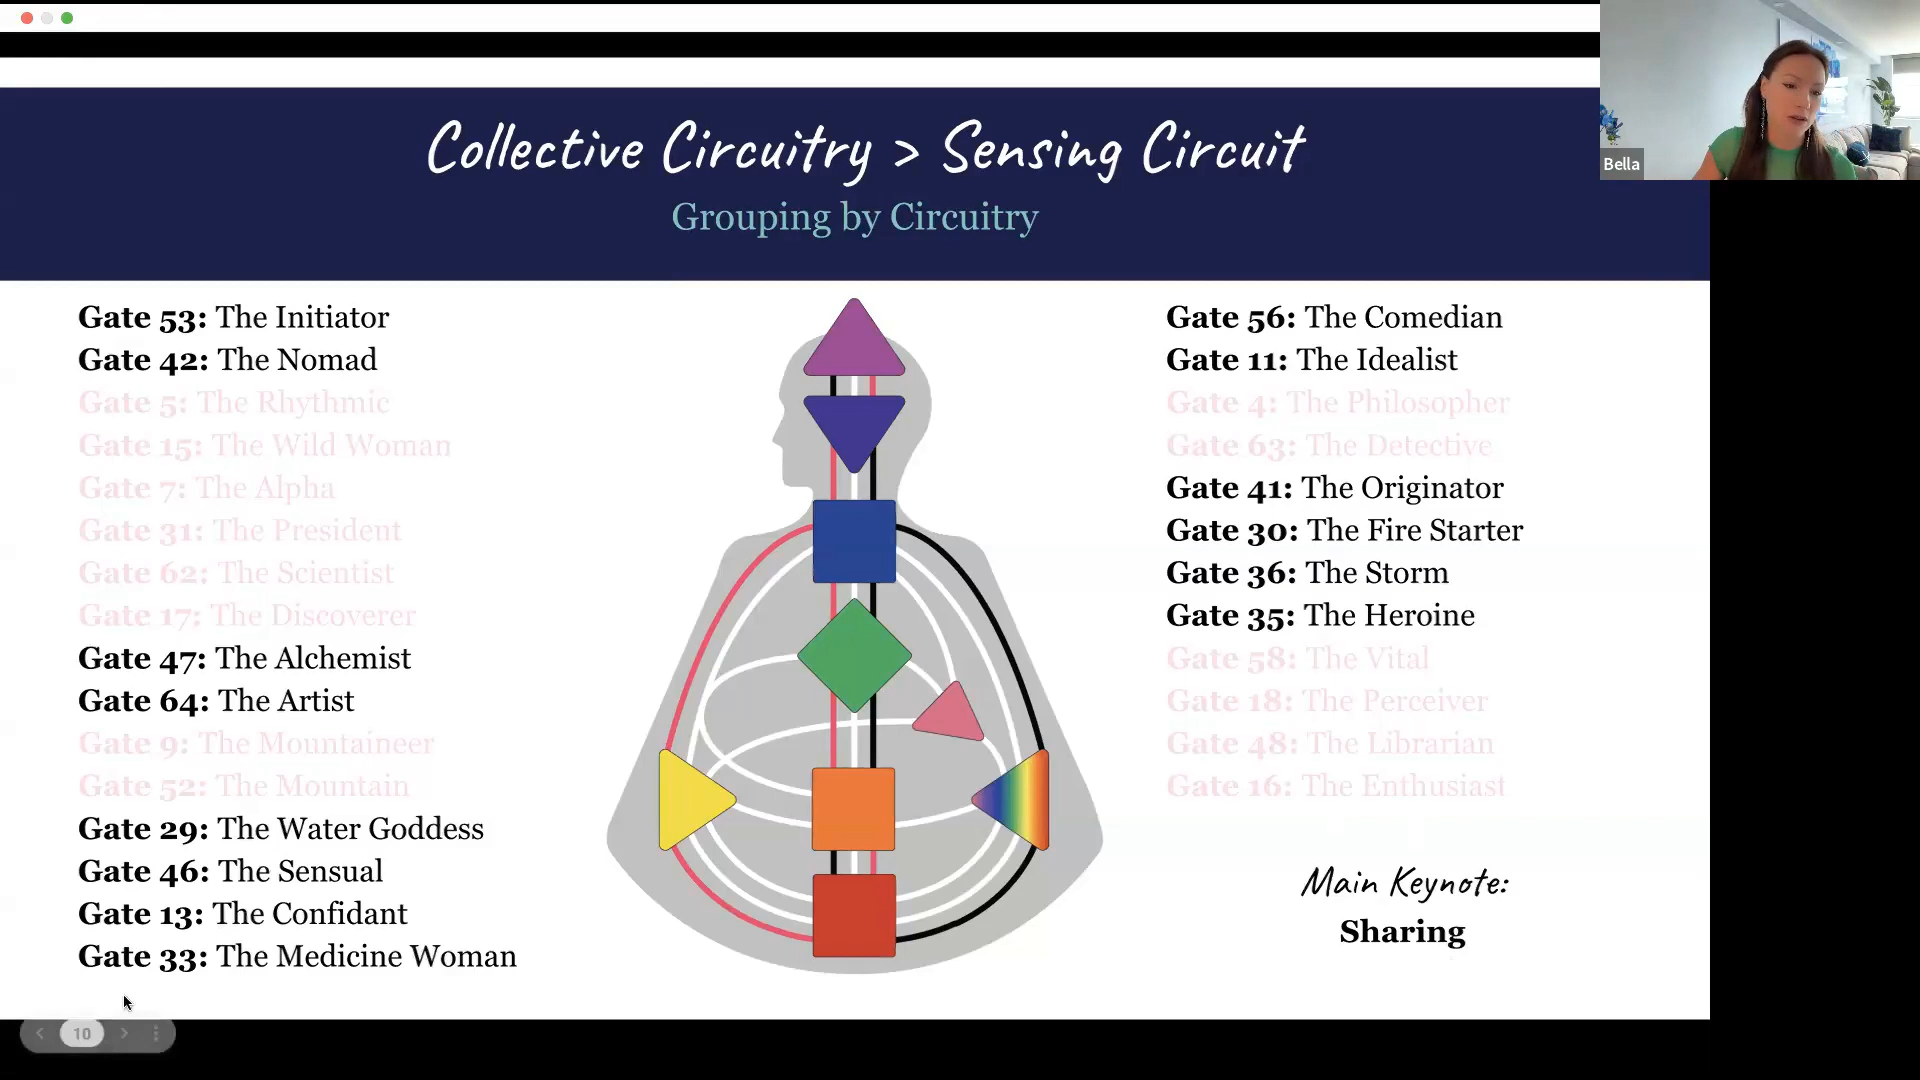 Collective Circuitry > Sensing Circuit
Grouping by Circuitry
Bella
Gate 53: The Initiator
Gate 42: The Nomad
Gate 5: The Rhythmic
Gate 15: The Wild Woman
Gate 7: The Alpha
Gate 31: The President
Gate 62: The Scientist
Gate 17: The Discoverer
Gate 47: The Alchemist
Gate 64: The Artist
Gate 9: The Mountaineer
Gate 52: The Mountain
Gate 29: The Water Goddess
Gate 46: The Sensual
Gate 13: The Confidant
Gate 33: The Medicine Woman
Gate 56: The Comedian
Gate 11: The Idealist
Gate 4: The Philosopher
Gate 63: The Detective
Gate 41: The Originator
Gate 30: The Fire Starter
Gate 36: The Storm
Gate 35: The Heroine
Gate 58: The Vital
Gate 18: The Perceiver
Gate 48: The Librarian
Gate 16: The Enthusiast
Main Keynote:
Sharing
10